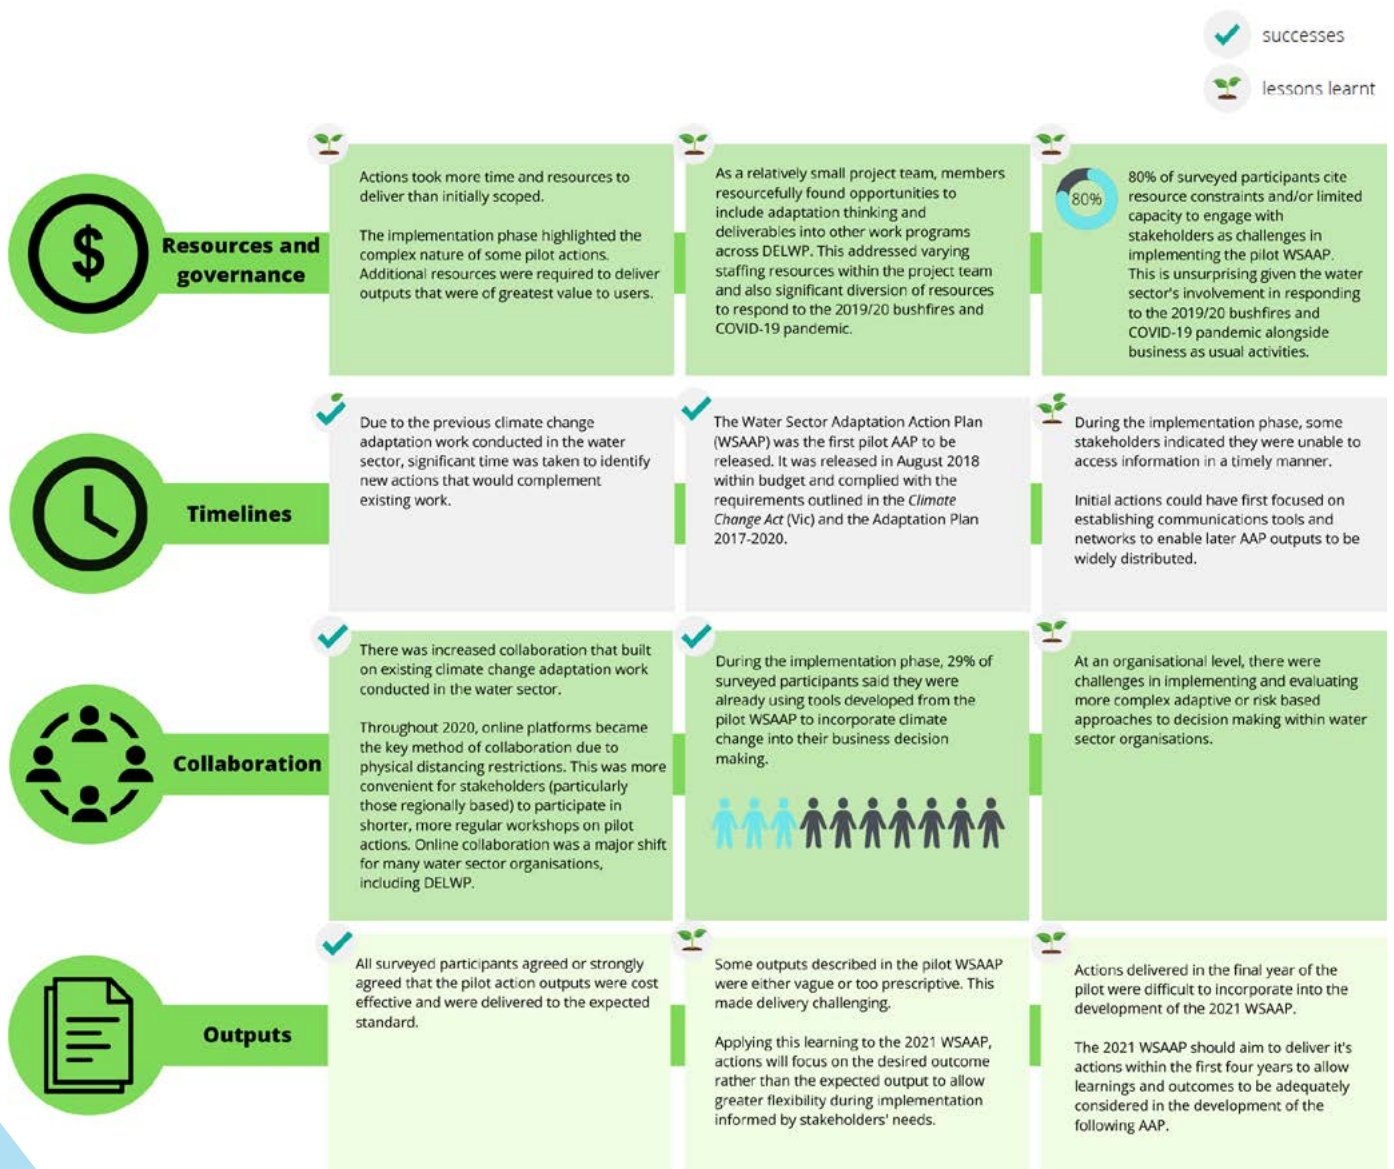 successes
lessons learnt
Resources and
governance
Actions took more time and resources to
deliver than initially scoped.
The implementation phase highlighted the
complex nature of some pilot actions.
Additional resources were required to deliver
outputs that were of greatest value to users.
As a relatively small project team, members
resourcefully found opportunities to
include adaptation thinking and
deliverables into other work programs
across DELWP. This addressed varying
staffing resources within the project team
and also significant diversion of resources
to respond to the 2019/20 bushfires and
COVID-19 pandemic.
80%
80% of surveyed participants cite
resource constraints and/or limited
capacity to engage with
stakeholders as challenges in
implementing the pilot WSAAP.
This is unsurprising given the water
sector's involvement in responding
to the 2019/20 bushfires and
COVID-19 pandemic alongside
business as usual activities.
Timelines
Due to the previous climate change
adaptation work conducted in the water
sector, significant time was taken to identify
new actions that would complement
existing work.
The Water Sector Adaptation Action Plan
(WSAAP) was the first pilot AAP to be
released. It was released in August 2018
within budget and complied with the
requirements outlined in the Climate
Change Act (Vic) and the Adaptation Plan
2017-2020.
During the implementation phase, some
stakeholders indicated they were unable to
access information in a timely manner.
Initial actions could have first focused on
establishing communications tools and
networks to enable later AAP outputs to be
widely distributed.
Collaboration
There was increased collaboration that built
on existing climate change adaptation work
conducted in the water sector.
Throughout 2020, online platforms became
the key method of collaboration due to
physical distancing restrictions. This was more
convenient for stakeholders (particularly
those regionally based) to participate in
shorter, more regular workshops on pilot
actions. Online collaboration was a major shift
for many water sector organisations,
including DELWP.
During the implementation phase, 29% of
surveyed participants said they were
already using tools developed from the
pilot WSAAP to incorporate climate
change into their business decision
making.
At an organisational level, there were
challenges in implementing and evaluating
more complex adaptive or risk based
approaches to decision making within water
sector organisations.
Outputs
All surveyed participants agreed or strongly
agreed that the pilot action outputs were cost
effective and were delivered to the expected
standard.
Some outputs described in the pilot WSAAP
were either vague or too prescriptive. This
made delivery challenging.
Applying this learning to the 2021 WSAAP,
actions will focus on the desired outcome
rather than the expected output to allow
greater flexibility during implementation
informed by stakeholders' needs.
Actions delivered in the final year of the
pilot were difficult to incorporate into the
development of the 2021 WSAAP.
The 2021 WSAAP should aim to deliver it's
actions within the first four years to allow
learnings and outcomes to be adequately
considered in the development of the
following AAP.